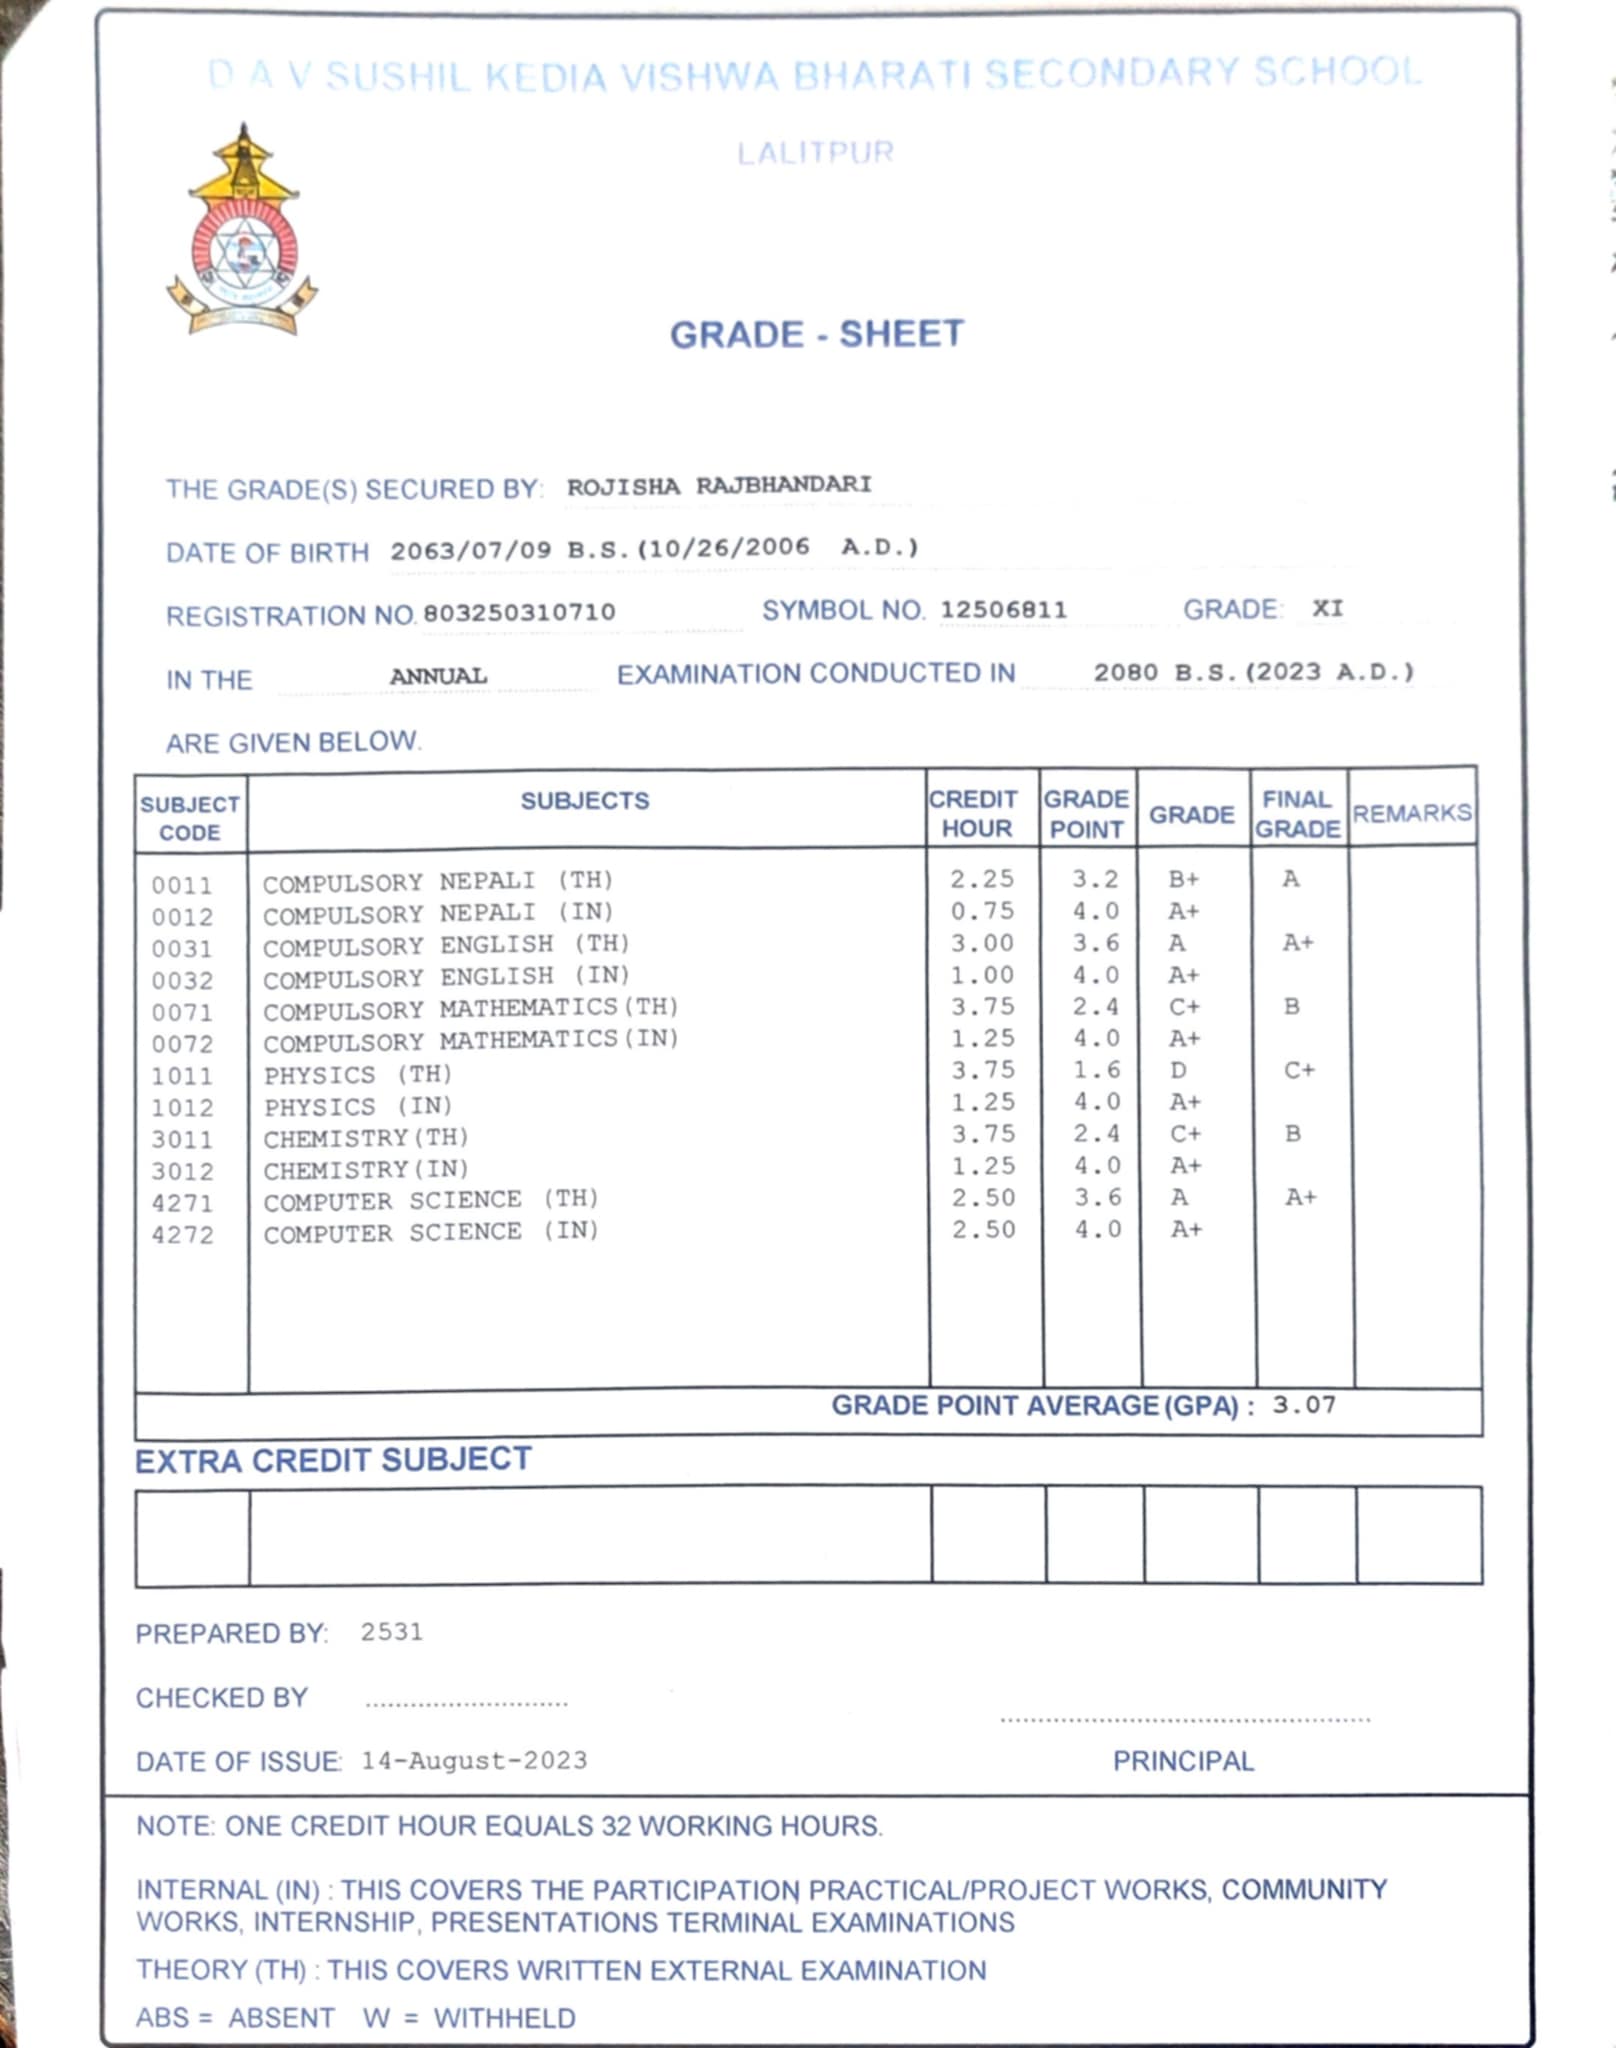 D A V SUSHIL KEDIA VISHWA BHARATI SECONDARY SCHOOL
LALITPUR
GRADE - SHEET
THE GRADE(S) SECURED BY: ROJISHA RAJBHANDARI
DATE OF BIRTH 2063/07/09 B.S.(10/26/2006 A.D.)
REGISTRATION NO. 803250310710 SYMBOL NO. 12506811 GRADE: XI
IN THE ANNUAL EXAMINATION CONDUCTED IN 2080 B.S.(2023 A.D.)
ARE GIVEN BELOW.
SUBJECT CODE SUBJECTS CREDIT HOUR GRADE POINT GRADE FINAL GRADE REMARKS
0011 COMPULSORY NEPALI (TH) 2.25 3.2 B+ A
0012 COMPULSORY NEPALI (IN) 0.75 4.0 A+
0031 COMPULSORY ENGLISH (TH) 3.00 3.6 A A+
0032 COMPULSORY ENGLISH (IN) 1.00 4.0 A+
0071 COMPULSORY MATHEMATICS(TH) 3.75 2.4 C+ B
0072 COMPULSORY MATHEMATICS(IN) 1.25 4.0 A+
1011 PHYSICS (TH) 3.75 1.6 D C+
1012 PHYSICS (IN) 1.25 4.0 A+
3011 CHEMISTRY(TH) 3.75 2.4 C+ B
3012 CHEMISTRY(IN) 1.25 4.0 A+
4271 COMPUTER SCIENCE (TH) 2.50 3.6 A A+
4272 COMPUTER SCIENCE (IN) 2.50 4.0 A+
GRADE POINT AVERAGE(GPA) : 3.07
EXTRA CREDIT SUBJECT
PREPARED BY: 2531
CHECKED BY
DATE OF ISSUE: 14-August-2023 PRINCIPAL
NOTE: ONE CREDIT HOUR EQUALS 32 WORKING HOURS.
INTERNAL (IN) : THIS COVERS THE PARTICIPATION PRACTICAL/PROJECT WORKS, COMMUNITY
WORKS, INTERNSHIP, PRESENTATIONS TERMINAL EXAMINATIONS
THEORY (TH) : THIS COVERS WRITTEN EXTERNAL EXAMINATION
ABS = ABSENT W = WITHHELD